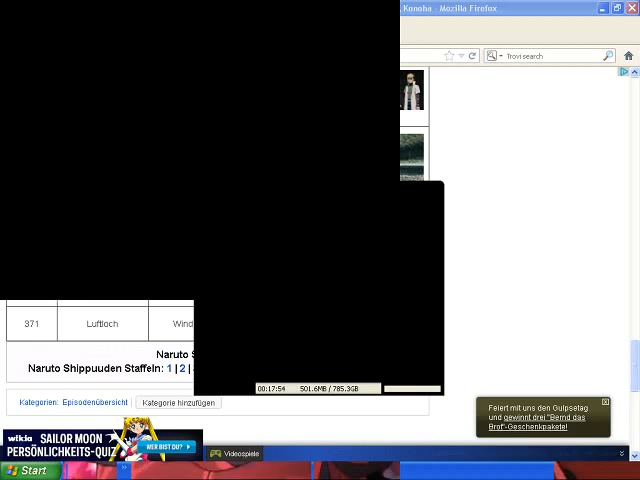 Konoha - Mozilla Firefox
Trovi search
371 Luftloch Wind
Naruto S
Naruto Shippuuden Staffeln: 1 | 2 |
00:17:54 501.6MB / 785.3GB
Kategorien: Episodenübersicht Kategorie hinzufügen
Feiert mit uns den Gulpsetag
und gewinnt drei "Bernd das
Brot"-Geschenkpakete!
wikia SAILOR MOON
PERSÖNLICHKEITS-QUIZ
WER BIST DU?
Videospiele
Start